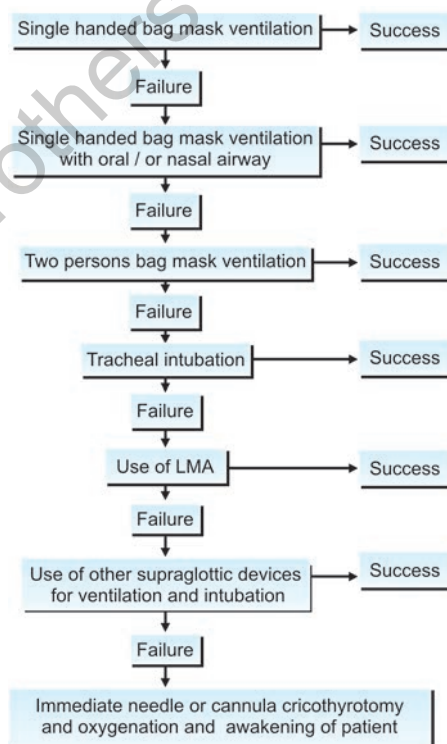 Single handed bag mask ventilation
Success
Failure
Single handed bag mask ventilation
with oral / or nasal airway
Success
Failure
Two persons bag mask ventilation
Success
Failure
Tracheal intubation
Success
Failure
Use of LMA
Success
Failure
Use of other supraglottic devices
for ventilation and intubation
Success
Failure
Immediate needle or cannula cricothyrotomy
and oxygenation and awakening of patient
others